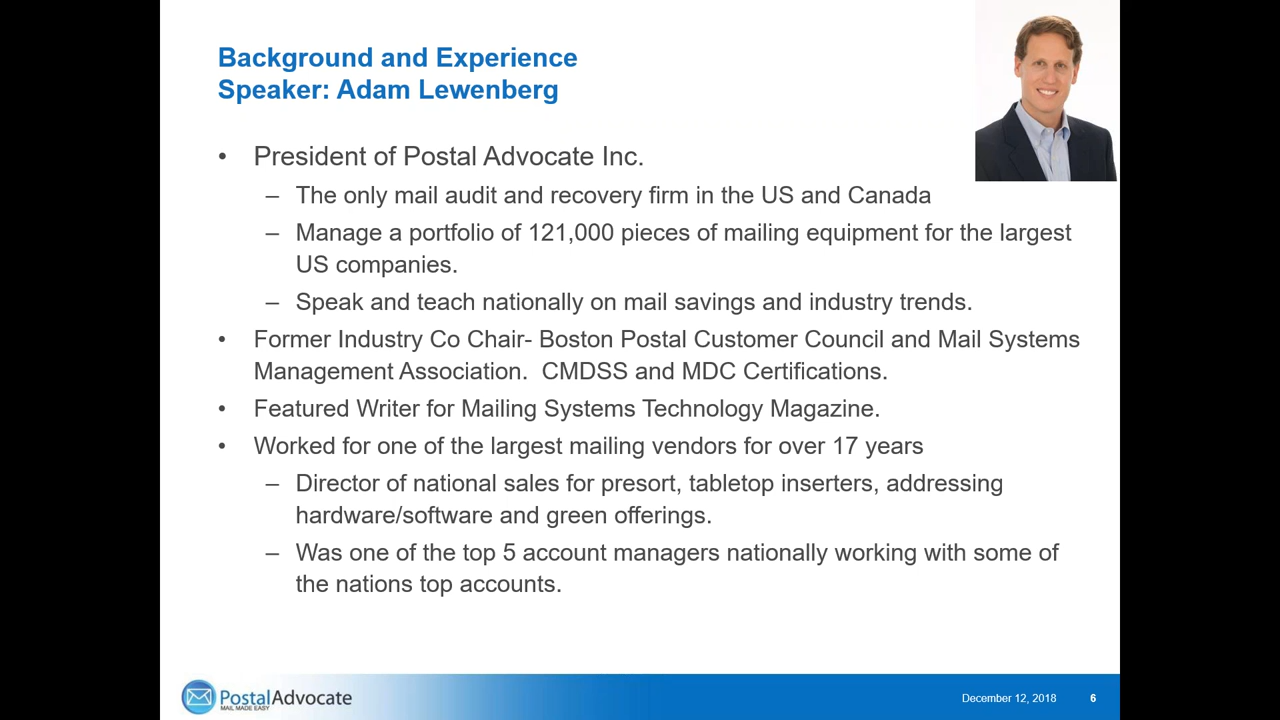 Background and Experience
Speaker: Adam Lewenberg
• President of Postal Advocate Inc.
– The only mail audit and recovery firm in the US and Canada
– Manage a portfolio of 121,000 pieces of mailing equipment for the largest
US companies.
– Speak and teach nationally on mail savings and industry trends.
• Former Industry Co Chair- Boston Postal Customer Council and Mail Systems
Management Association.  CMDSS and MDC Certifications.
• Featured Writer for Mailing Systems Technology Magazine.
• Worked for one of the largest mailing vendors for over 17 years
– Director of national sales for presort, tabletop inserters, addressing
hardware/software and green offerings.
– Was one of the top 5 account managers nationally working with some of
the nations top accounts.
PostalAdvocate
MAIL MADE EASY
December 12, 2018 6